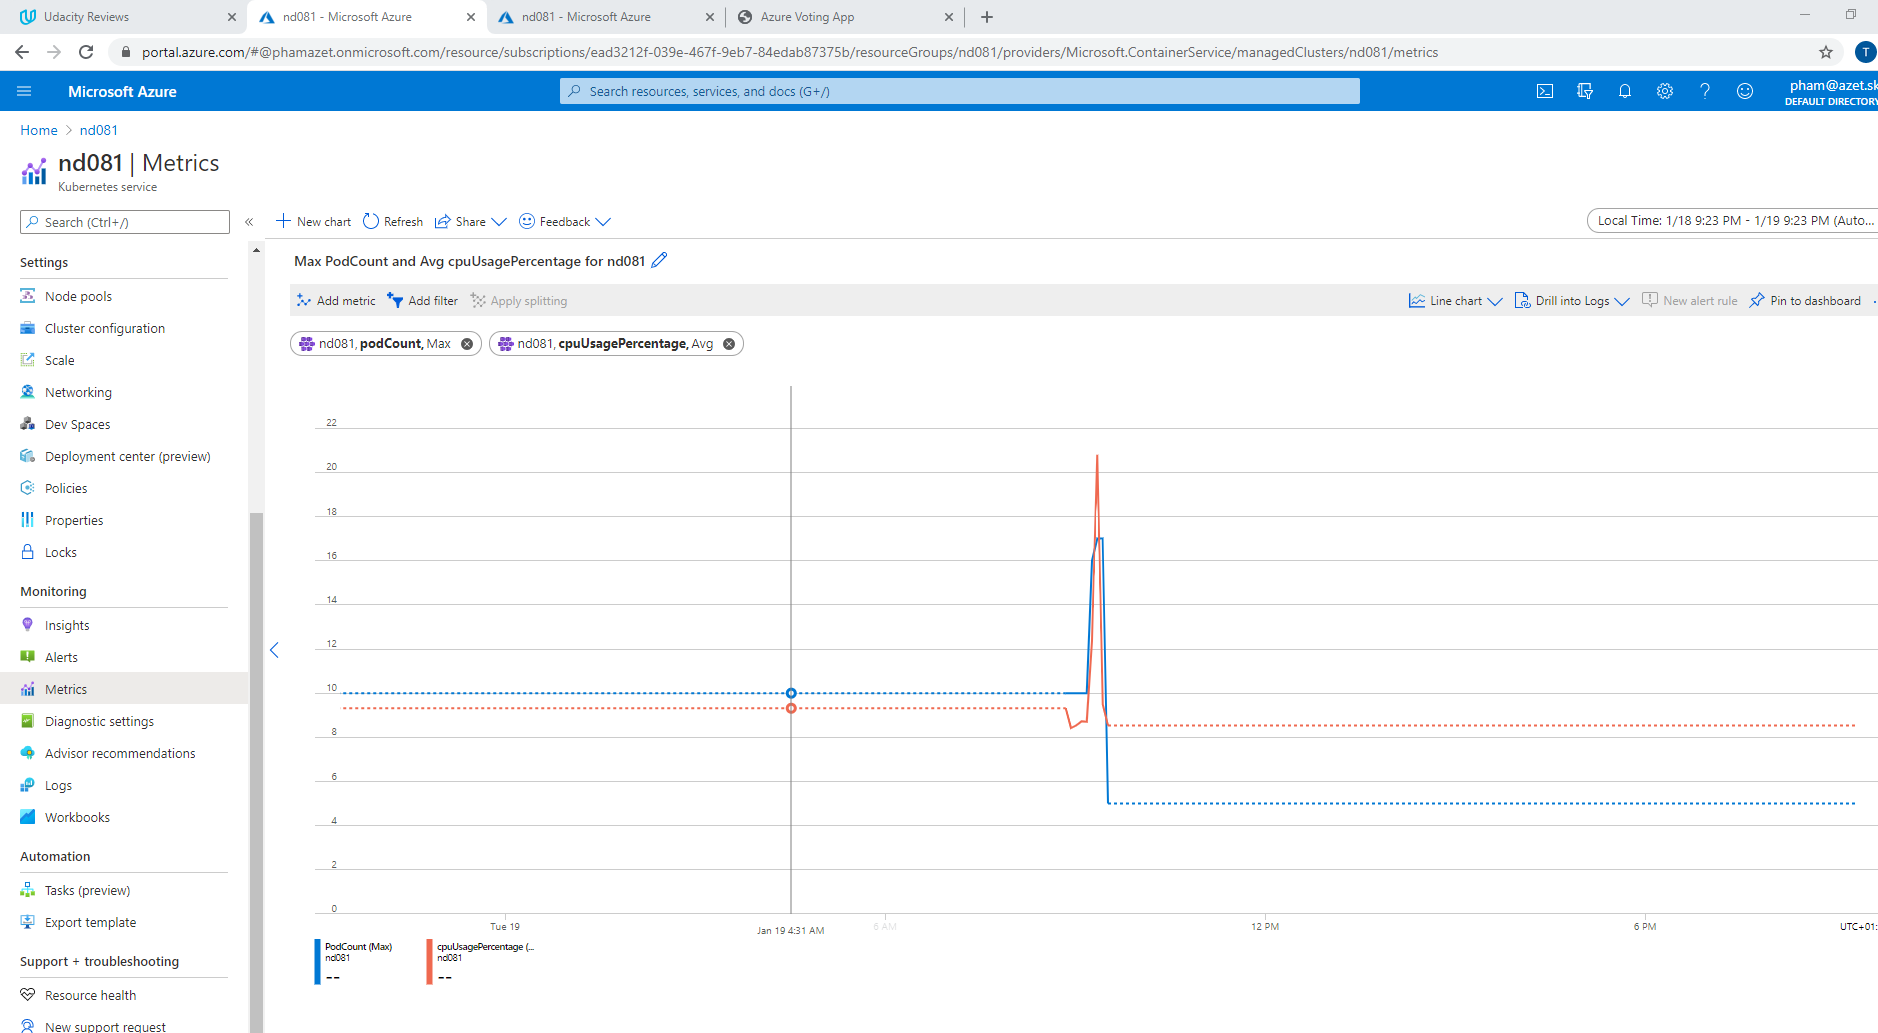 Udacity Reviews
nd081 - Microsoft Azure
nd081 - Microsoft Azure
Azure Voting App
portal.azure.com/#@phamazet.onmicrosoft.com/resource/subscriptions/ead3212f-039e-467f-9eb7-84edab87375b/resourceGroups/nd081/providers/Microsoft.ContainerService/managedClusters/nd081/metrics
T
Microsoft Azure
Search resources, services, and docs (G+/)
pham@azet.sk
DEFAULT DIRECTORY
Home > nd081
nd081 | Metrics
Kubernetes service
Search (Ctrl+/)
«
New chart
Refresh
Share
Feedback
Local Time: 1/18 9:23 PM - 1/19 9:23 PM (Auto...
Settings
Node pools
Cluster configuration
Scale
Networking
Dev Spaces
Deployment center (preview)
Policies
Properties
Locks
Monitoring
Insights
Alerts
Metrics
Diagnostic settings
Advisor recommendations
Logs
Workbooks
Automation
Tasks (preview)
Export template
Support + troubleshooting
Resource health
New support request
Max PodCount and Avg cpuUsagePercentage for nd081
Add metric
Add filter
Apply splitting
Line chart
Drill into Logs
New alert rule
Pin to dashboard
nd081, podCount, Max
nd081, cpuUsagePercentage, Avg
22
20
18
16
14
12
10
8
6
4
2
0
Tue 19
Jan 19 4:31 AM
6 AM
12 PM
6 PM
UTC+01:
PodCount (Max)
nd081
--
cpuUsagePercentage (...
nd081
--